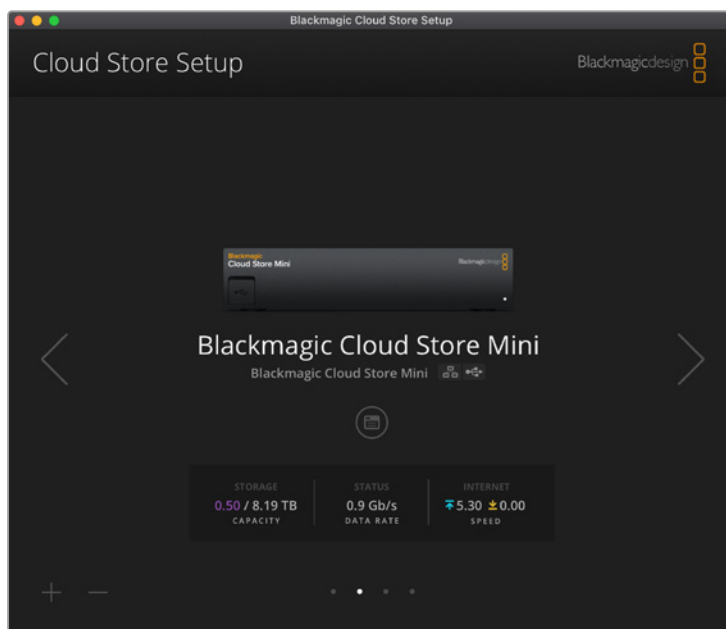 Blackmagic Cloud Store Setup
Cloud Store Setup
Blackmagicdesign
Blackmagic
Cloud Store Mini
Blackmagicdesign
Blackmagic Cloud Store Mini
Blackmagic Cloud Store Mini
STORAGE STATUS INTERNET
0.50 / 8.19 TB 0.9 Gb/s 5.30 0.00
CAPACITY DATA RATE SPEED